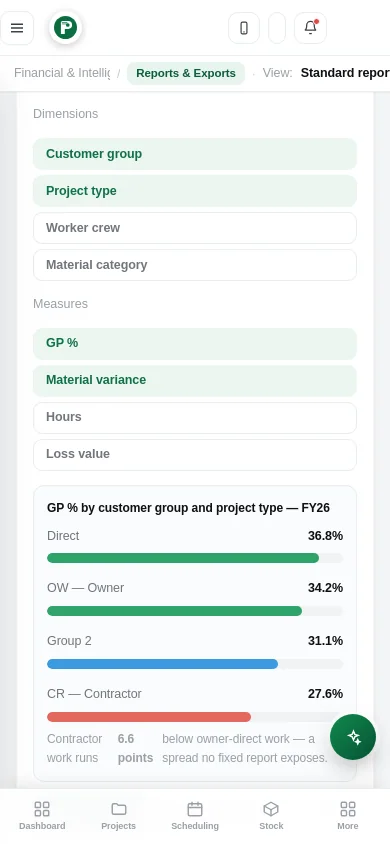 Financial & Intellig / Reports & Exports · View: Standard repor
Dimensions
Customer group
Project type
Worker crew
Material category
Measures
GP %
Material variance
Hours
Loss value
GP % by customer group and project type — FY26
Direct 36.8%
OW — Owner 34.2%
Group 2 31.1%
CR — Contractor 27.6%
Contractor 6.6 below owner-direct work — a
work runs points spread no fixed report exposes.
Dashboard Projects Scheduling Stock More